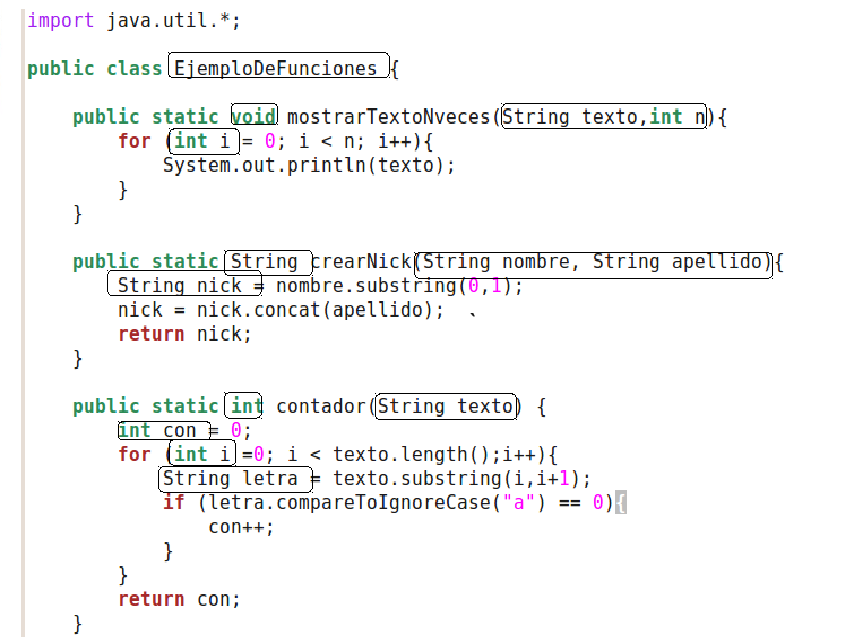 import java.util.*;
public class EjemploDeFunciones {
public static void mostrarTextoNveces(String texto,int n){
for (int i = 0; i < n; i++){
System.out.println(texto);
}
}
public static String crearNick(String nombre, String apellido){
String nick = nombre.substring(0,1);
nick = nick.concat(apellido);
return nick;
}
public static int contador(String texto) {
int con = 0;
for (int i =0; i < texto.length();i++){
String letra = texto.substring(i,i+1);
if (letra.compareToIgnoreCase("a") == 0){
con++;
}
}
return con;
}